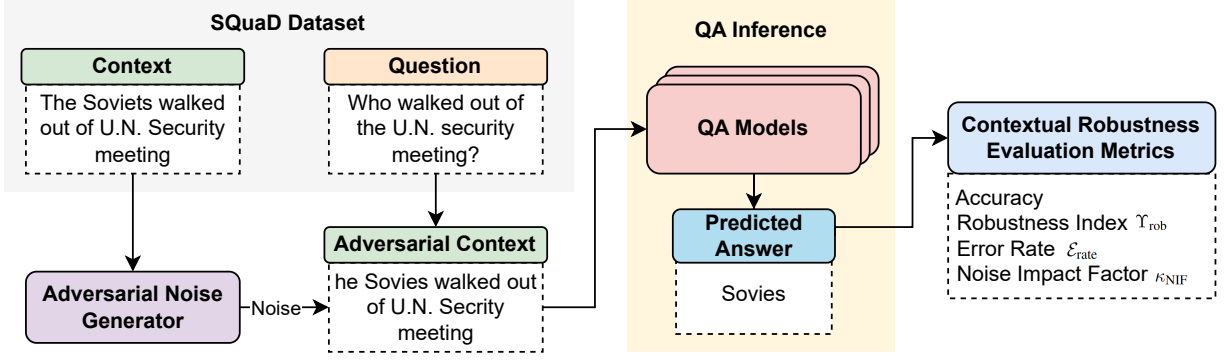 SQuaD Dataset
Context
The Soviets walked
out of U.N. Security
meeting
Question
Who walked out of
the U.N. security
meeting?
Adversarial Noise
Generator
Noise
Adversarial Context
he Sovies walked out
of U.N. Secrity
meeting
QA Inference
QA Models
Predicted
Answer
Sovies
Contextual Robustness
Evaluation Metrics
Accuracy
Robustness Index ϒrob
Error Rate ℰrate
Noise Impact Factor κNIF